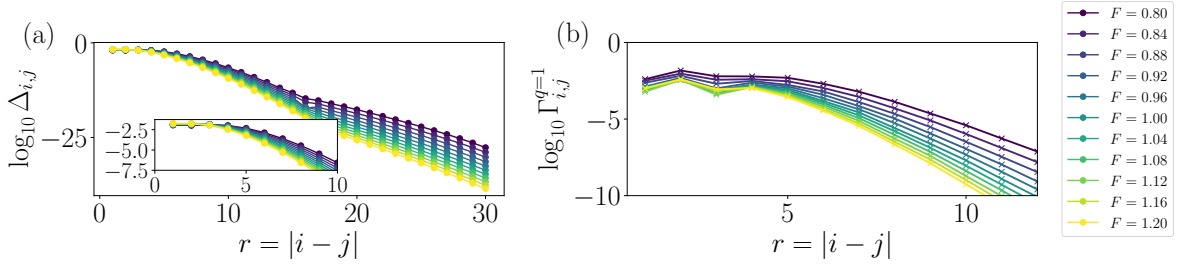 (a)
0
−25
log₁₀ Δᵢ,ⱼ
−2.5
−5.0
−7.5
0
5
10
0
10
20
30
r = |i − j|
(b)
0
−5
−10
log₁₀ Γᵢ,ⱼ^{q=1}
5
10
r = |i − j|
F = 0.80
F = 0.84
F = 0.88
F = 0.92
F = 0.96
F = 1.00
F = 1.04
F = 1.08
F = 1.12
F = 1.16
F = 1.20